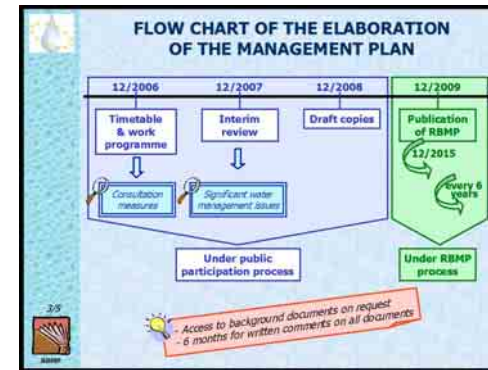 FLOW CHART OF THE ELABORATION
OF THE MANAGEMENT PLAN
12/2006 12/2007 12/2008 12/2009
Timetable
& work
programme
Interim
review
Draft copies
Publication
of RBMP
12/2015
every 6
years
Consultation
measures
Significant water
management issues
Under public
participation process
Under RBMP
process
- Access to background documents on request
- 6 months for written comments on all documents
3/5
RBMP